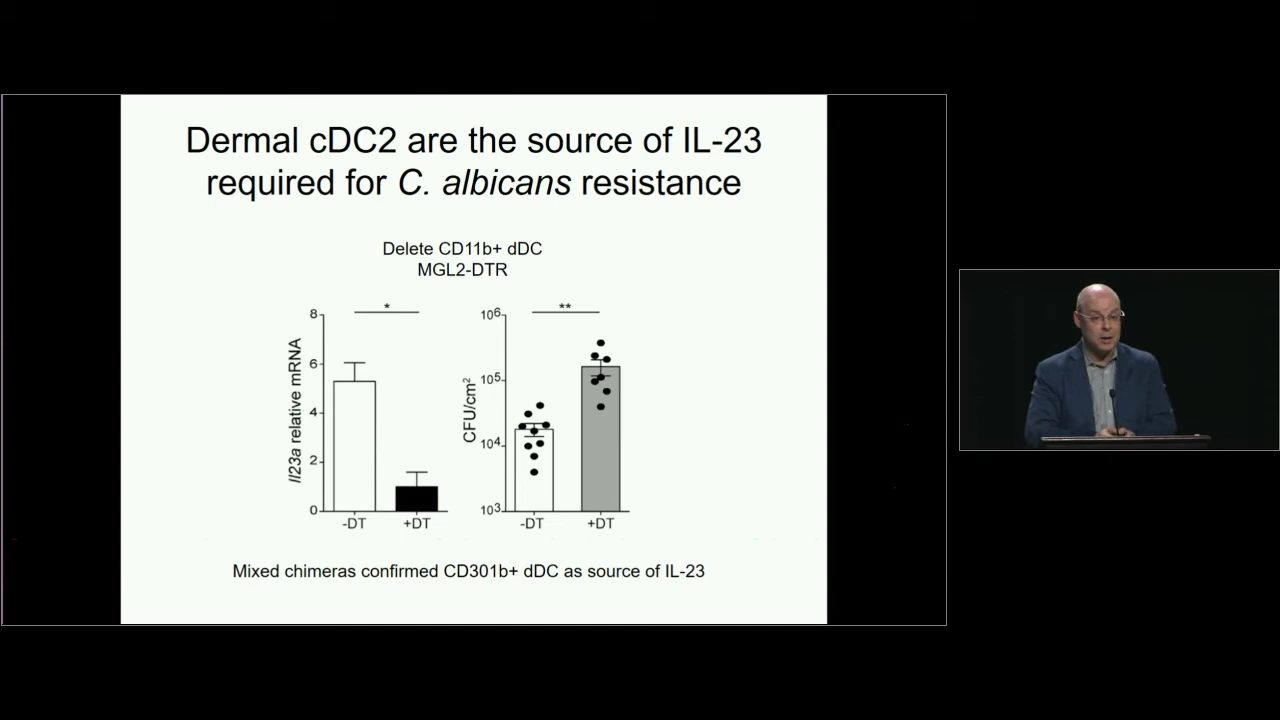 Dermal cDC2 are the source of IL-23
required for C. albicans resistance
Delete CD11b+ dDC
MGL2-DTR
*
8
6
4
2
0
Il23a relative mRNA
-DT
+DT
**
10⁶
10⁵
10⁴
10³
CFU/cm²
-DT
+DT
Mixed chimeras confirmed CD301b+ dDC as source of IL-23